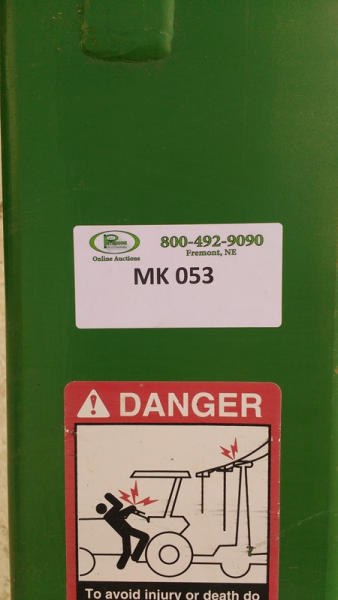 800-492-9090
Online Auctions
Fremont, NE
MK 053
DANGER
To avoid injury or death do